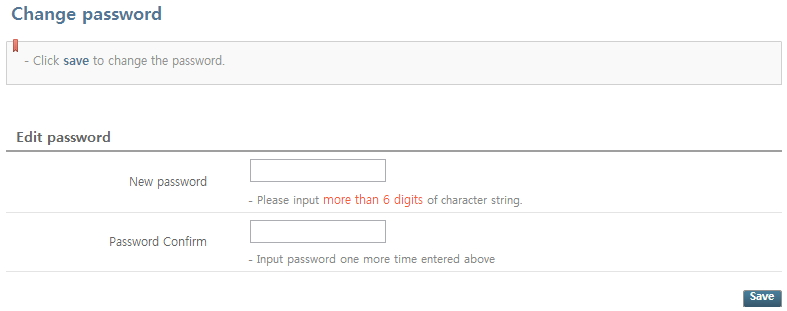 Change password
- Click save to change the password.
Edit password
New password
- Please input more than 6 digits of character string.
Password Confirm
- Input password one more time entered above
Save